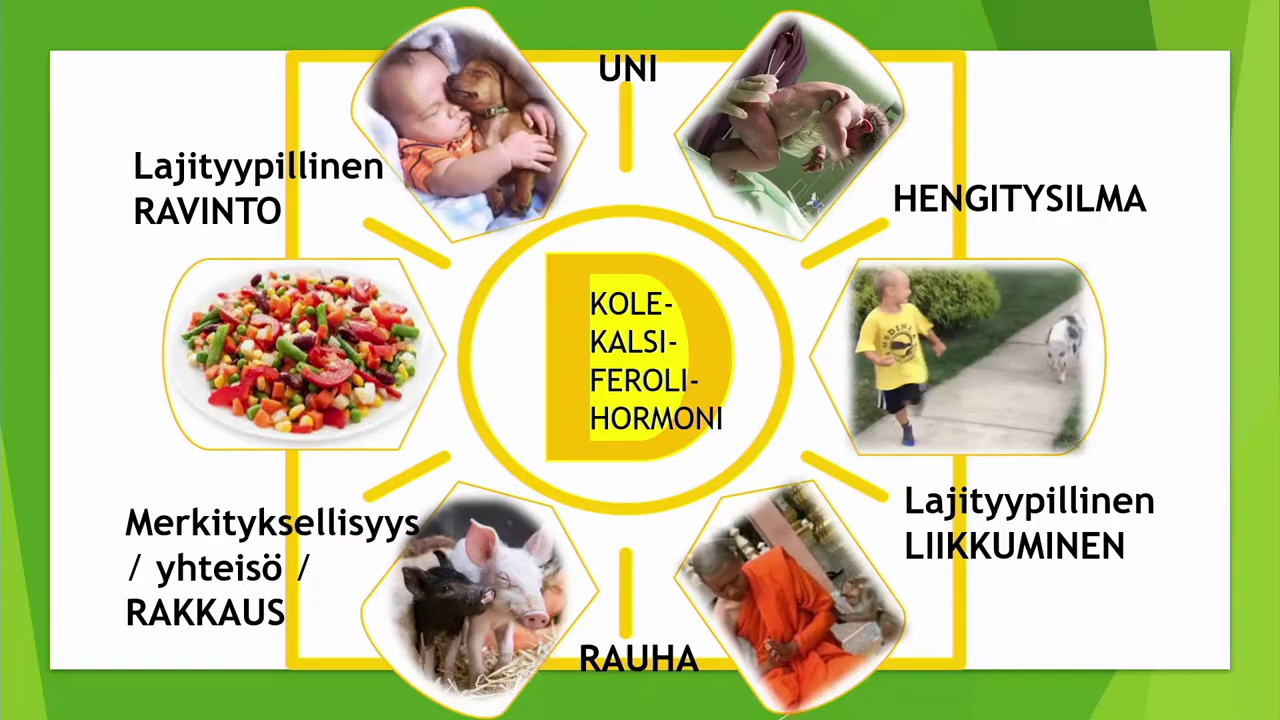 UNI
Lajityypillinen
RAVINTO
HENGITYSILMA
KOLE-
KALSI-
FEROLI-
HORMONI
Merkityksellisyys
/ yhteisö /
RAKKAUS
Lajityypillinen
LIIKKUMINEN
RAUHA